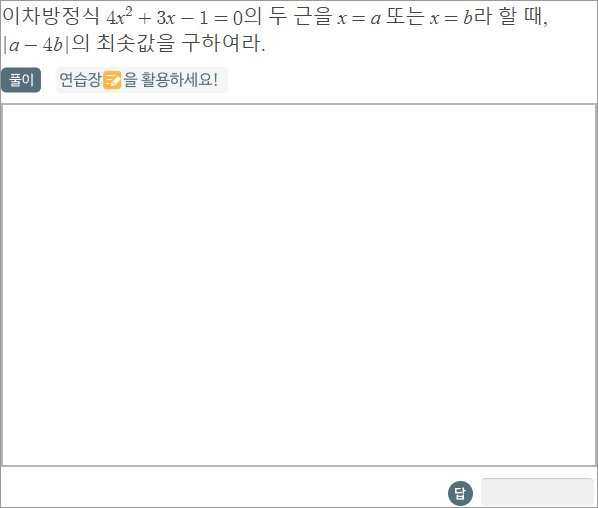 이차방정식 4x² + 3x − 1 = 0의 두 근을 x = a 또는 x = b라 할 때,
|a − 4b|의 최솟값을 구하여라.
풀이 연습장을 활용하세요!
답